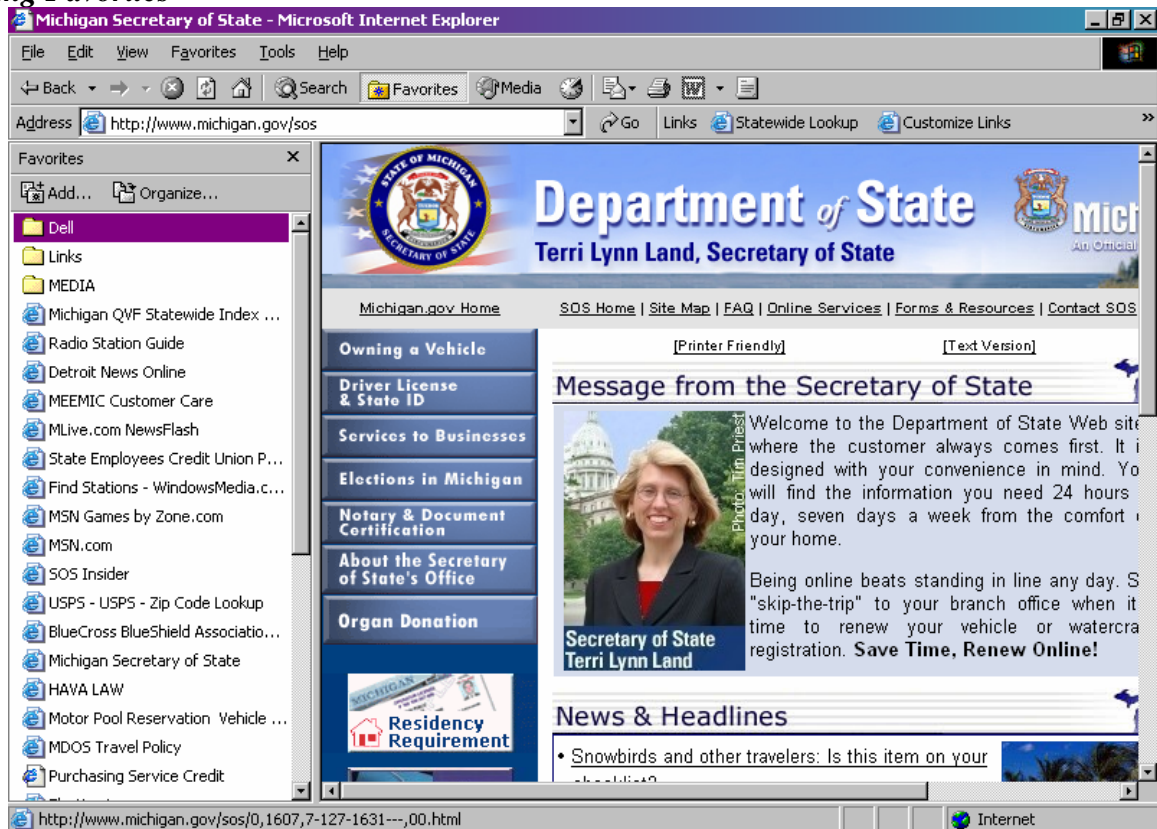 Michigan Secretary of State - Microsoft Internet Explorer
File Edit View Favorites Tools Help
Back Search Favorites Media
Address http://www.michigan.gov/sos Go Links Statewide Lookup Customize Links »
Favorites ×
Add... Organize...
Dell
Links
MEDIA
Michigan QVF Statewide Index ...
Radio Station Guide
Detroit News Online
MEEMIC Customer Care
MLive.com NewsFlash
State Employees Credit Union P...
Find Stations - WindowsMedia.c...
MSN Games by Zone.com
MSN.com
SOS Insider
USPS - USPS - Zip Code Lookup
BlueCross BlueShield Associatio...
Michigan Secretary of State
HAVA LAW
Motor Pool Reservation Vehicle ...
MDOS Travel Policy
Purchasing Service Credit
STATE OF MICHIGAN
SECRETARY OF STATE
Department of State
Terri Lynn Land, Secretary of State
Mich
An Official
Michigan.gov Home
SOS Home | Site Map | FAQ | Online Services | Forms & Resources | Contact SOS
[Printer Friendly] [Text Version]
Owning a Vehicle
Driver License
& State ID
Services to Businesses
Elections in Michigan
Notary & Document
Certification
About the Secretary
of State's Office
Organ Donation
MICHIGAN
Residency
Requirement
Message from the Secretary of State
Photo: Tim Priest
Secretary of State
Terri Lynn Land
Welcome to the Department of State Web site
where the customer always comes first. It i
designed with your convenience in mind. Yo
will find the information you need 24 hours
day, seven days a week from the comfort
your home.
Being online beats standing in line any day. S
"skip-the-trip" to your branch office when it
time to renew your vehicle or watercra
registration. Save Time, Renew Online!
News & Headlines
• Snowbirds and other travelers: Is this item on your
http://www.michigan.gov/sos/0,1607,7-127-1631---,00.html Internet